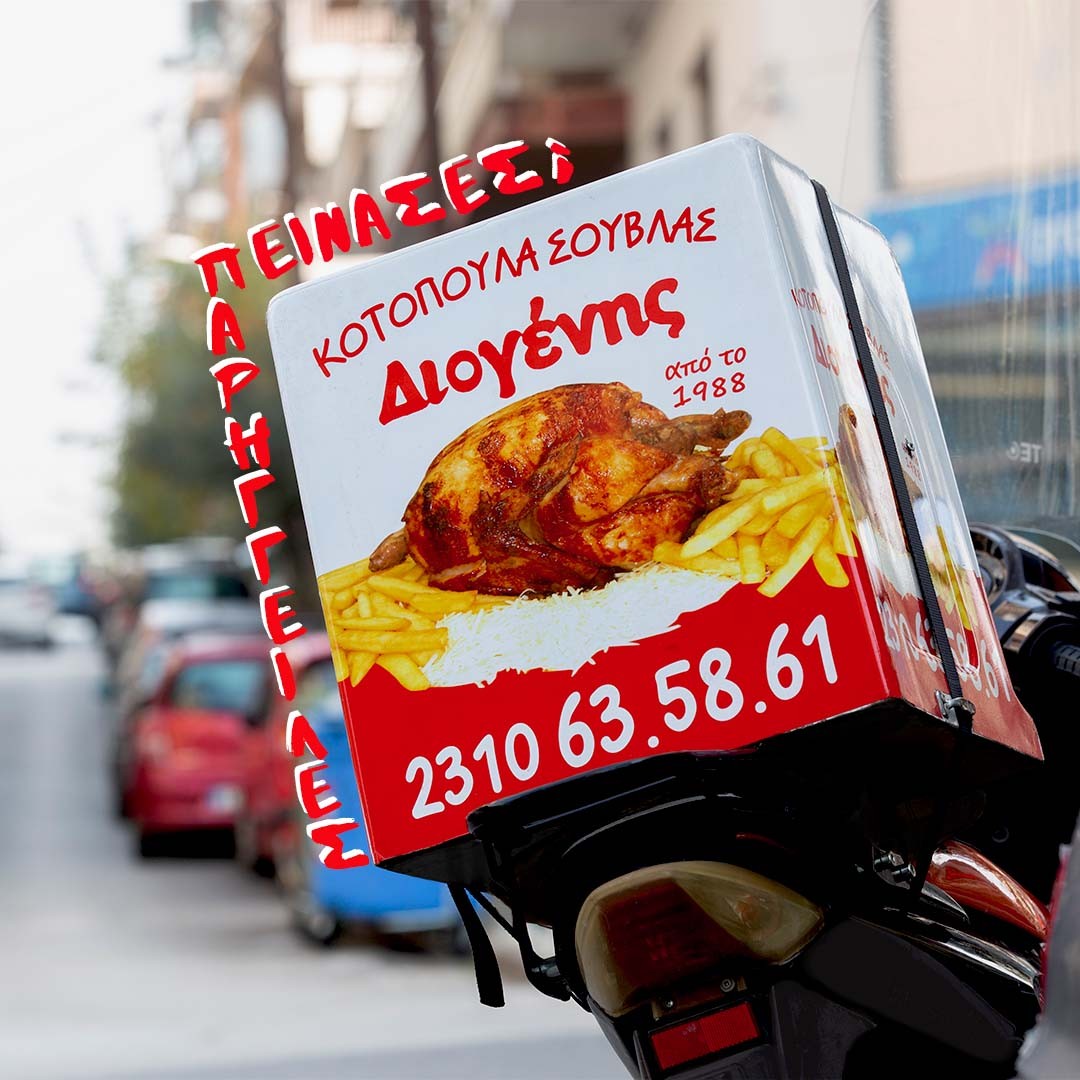 ΠΕΙΝΑΣΕΣ;
ΠΑΡΗΓΓΕΙΛΕΣ
ΚΟΤΟΠΟΥΛΑ ΣΟΥΒΛΑΣ
Διογένης
από το
1988
2310 63.58.61